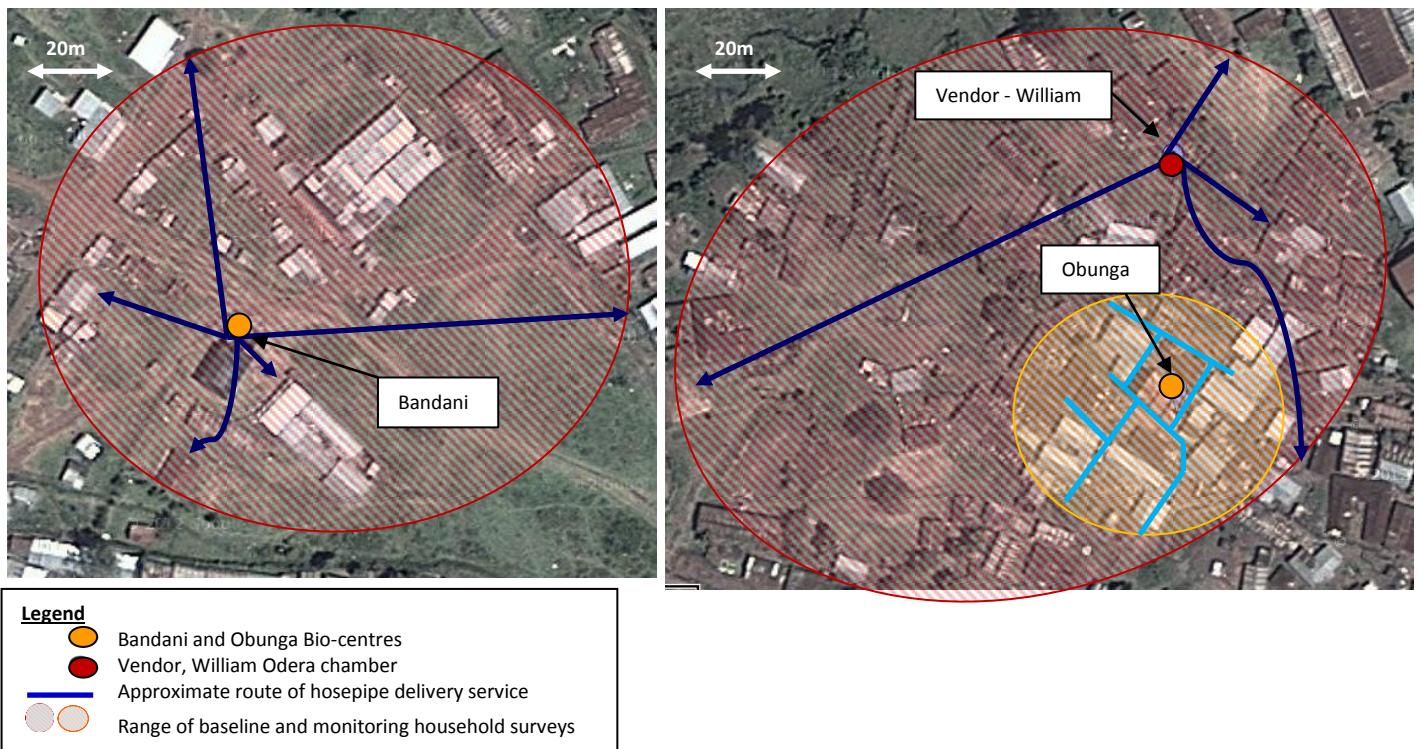 20m
Bandani
20m
Vendor - William
Obunga
Legend
Bandani and Obunga Bio-centres
Vendor, William Odera chamber
Approximate route of hosepipe delivery service
Range of baseline and monitoring household surveys